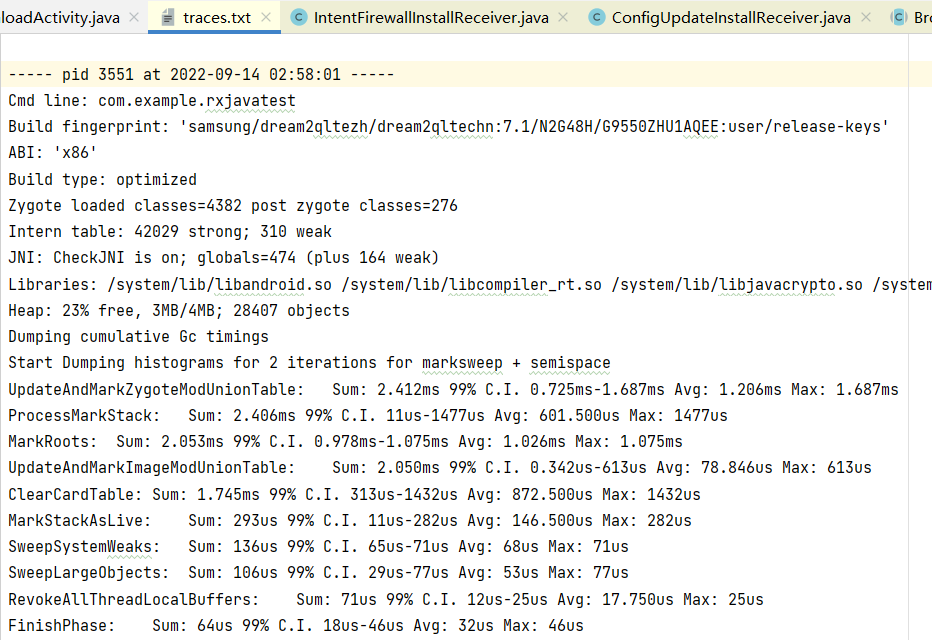 loadActivity.java × traces.txt × C IntentFirewallInstallReceiver.java × C ConfigUpdateInstallReceiver.java × C Bro
----- pid 3551 at 2022-09-14 02:58:01 -----
Cmd line: com.example.rxjavatest
Build fingerprint: 'samsung/dream2qltezh/dream2qltechn:7.1/N2G48H/G9550ZHU1AQEE:user/release-keys'
ABI: 'x86'
Build type: optimized
Zygote loaded classes=4382 post zygote classes=276
Intern table: 42029 strong; 310 weak
JNI: CheckJNI is on; globals=474 (plus 164 weak)
Libraries: /system/lib/libandroid.so /system/lib/libcompiler_rt.so /system/lib/libjavacrypto.so /system
Heap: 23% free, 3MB/4MB; 28407 objects
Dumping cumulative Gc timings
Start Dumping histograms for 2 iterations for marksweep + semispace
UpdateAndMarkZygoteModUnionTable: Sum: 2.412ms 99% C.I. 0.725ms-1.687ms Avg: 1.206ms Max: 1.687ms
ProcessMarkStack: Sum: 2.406ms 99% C.I. 11us-1477us Avg: 601.500us Max: 1477us
MarkRoots: Sum: 2.053ms 99% C.I. 0.978ms-1.075ms Avg: 1.026ms Max: 1.075ms
UpdateAndMarkImageModUnionTable: Sum: 2.050ms 99% C.I. 0.342us-613us Avg: 78.846us Max: 613us
ClearCardTable: Sum: 1.745ms 99% C.I. 313us-1432us Avg: 872.500us Max: 1432us
MarkStackAsLive: Sum: 293us 99% C.I. 11us-282us Avg: 146.500us Max: 282us
SweepSystemWeaks: Sum: 136us 99% C.I. 65us-71us Avg: 68us Max: 71us
SweepLargeObjects: Sum: 106us 99% C.I. 29us-77us Avg: 53us Max: 77us
RevokeAllThreadLocalBuffers: Sum: 71us 99% C.I. 12us-25us Avg: 17.750us Max: 25us
FinishPhase: Sum: 64us 99% C.I. 18us-46us Avg: 32us Max: 46us